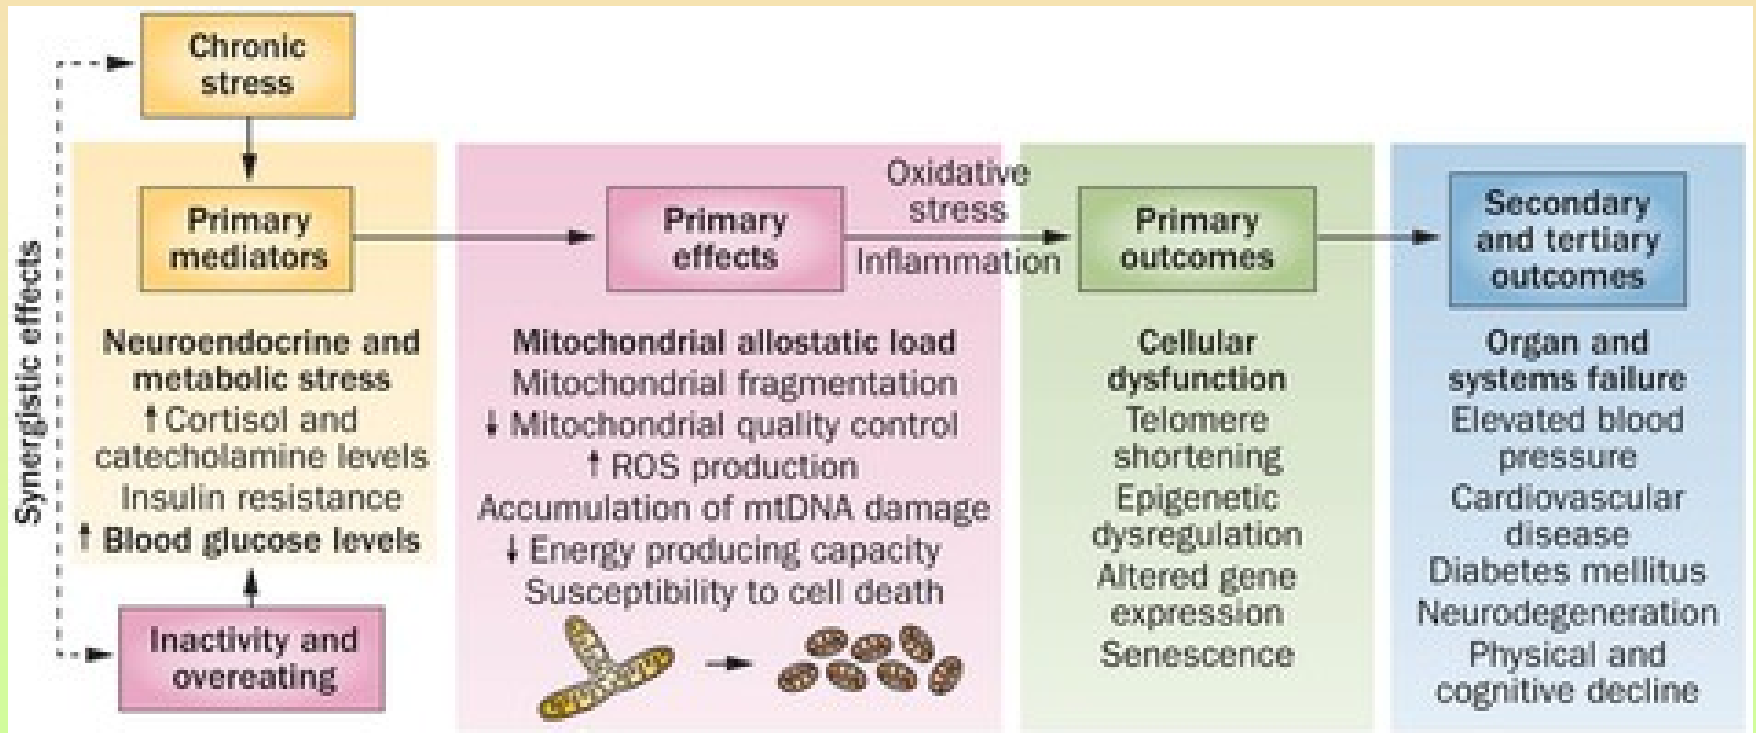 Chronic
stress
Synergistic effects
Primary
mediators
Neuroendocrine and
metabolic stress
↑ Cortisol and
catecholamine levels
Insulin resistance
↑ Blood glucose levels
Inactivity and
overeating
Primary
effects
Mitochondrial allostatic load
Mitochondrial fragmentation
↓ Mitochondrial quality control
↑ ROS production
Accumulation of mtDNA damage
↓ Energy producing capacity
Susceptibility to cell death
Oxidative
stress
Inflammation
Primary
outcomes
Cellular
dysfunction
Telomere
shortening
Epigenetic
dysregulation
Altered gene
expression
Senescence
Secondary
and tertiary
outcomes
Organ and
systems failure
Elevated blood
pressure
Cardiovascular
disease
Diabetes mellitus
Neurodegeneration
Physical and
cognitive decline